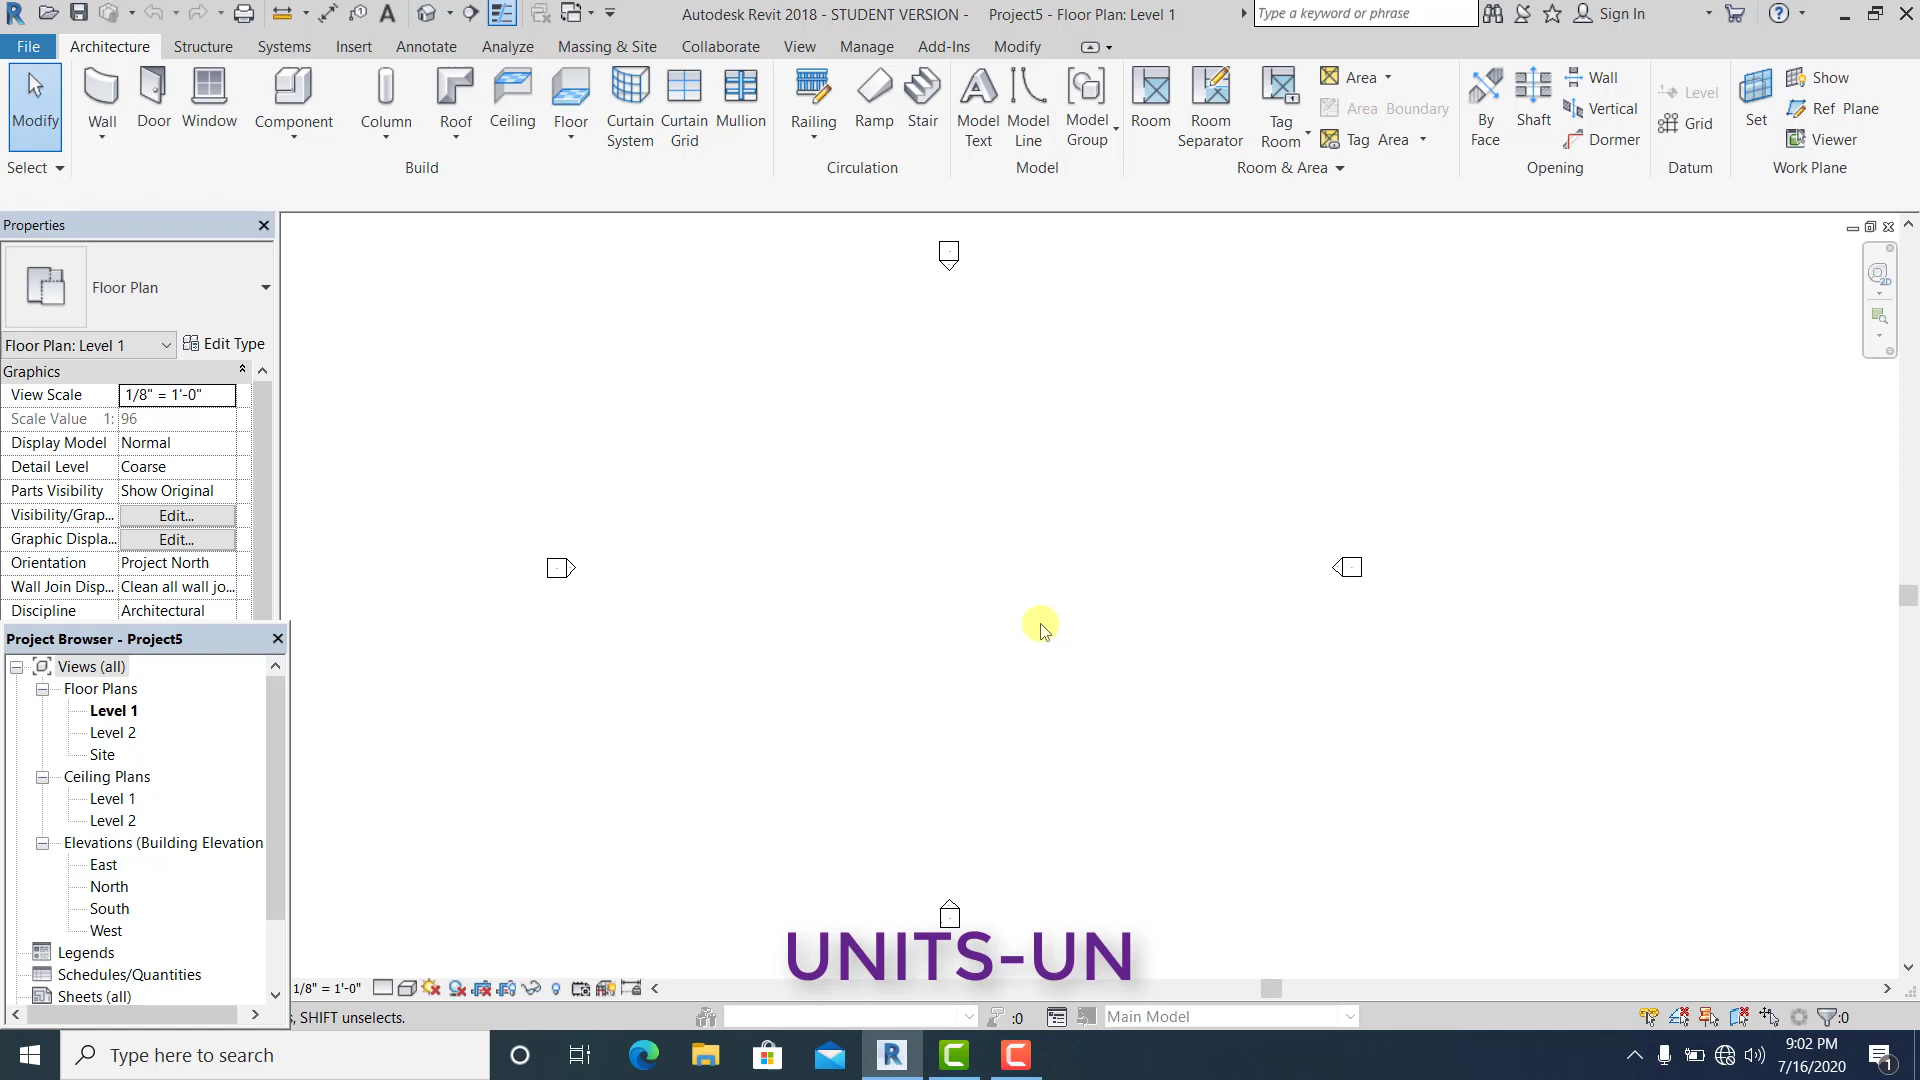 Autodesk Revit 2018 - STUDENT VERSION -    Project5 - Floor Plan: Level 1
Type a keyword or phrase
Sign In
File Architecture Structure Systems Insert Annotate Analyze Massing & Site Collaborate View Manage Add-Ins Modify
Modify
Wall
Door
Window
Component
Column
Roof
Ceiling
Floor
Curtain System
Curtain Grid
Mullion
Railing
Ramp
Stair
Model Text
Model Line
Model Group
Room
Room Separator
Tag Room
Area
Area Boundary
Tag Area
By Face
Shaft
Wall
Vertical
Dormer
Level
Grid
Set
Show
Ref Plane
Viewer
Select Build Circulation Model Room & Area Opening Datum Work Plane
Properties
Floor Plan
Floor Plan: Level 1 Edit Type
Graphics
View Scale 1/8" = 1'-0"
Scale Value 1: 96
Display Model Normal
Detail Level Coarse
Parts Visibility Show Original
Visibility/Grap... Edit...
Graphic Displa... Edit...
Orientation Project North
Wall Join Disp... Clean all wall jo...
Discipline Architectural
Project Browser - Project5
Views (all)
Floor Plans
Level 1
Level 2
Site
Ceiling Plans
Level 1
Level 2
Elevations (Building Elevation
East
North
South
West
Legends
Schedules/Quantities
Sheets (all)
2D
UNITS-UN
1/8" = 1'-0"
s, SHIFT unselects.
:0
Main Model
:0
Type here to search
9:02 PM
7/16/2020
1